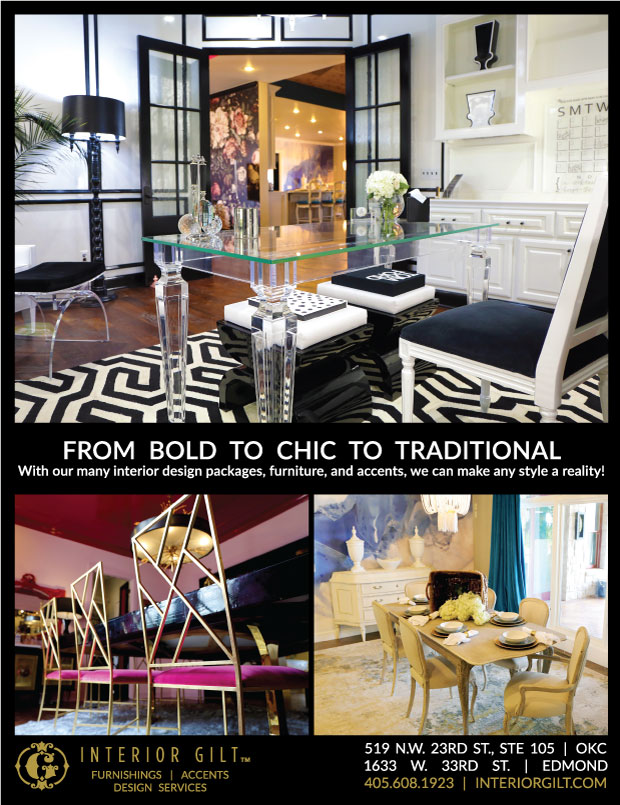 S M T W
FROM BOLD TO CHIC TO TRADITIONAL
With our many interior design packages, furniture, and accents, we can make any style a reality!
G
INTERIOR GILT™
FURNISHINGS | ACCENTS
DESIGN SERVICES
519 N.W. 23RD ST., STE 105 | OKC
1633 W. 33RD ST. | EDMOND
405.608.1923 | INTERIORGILT.COM